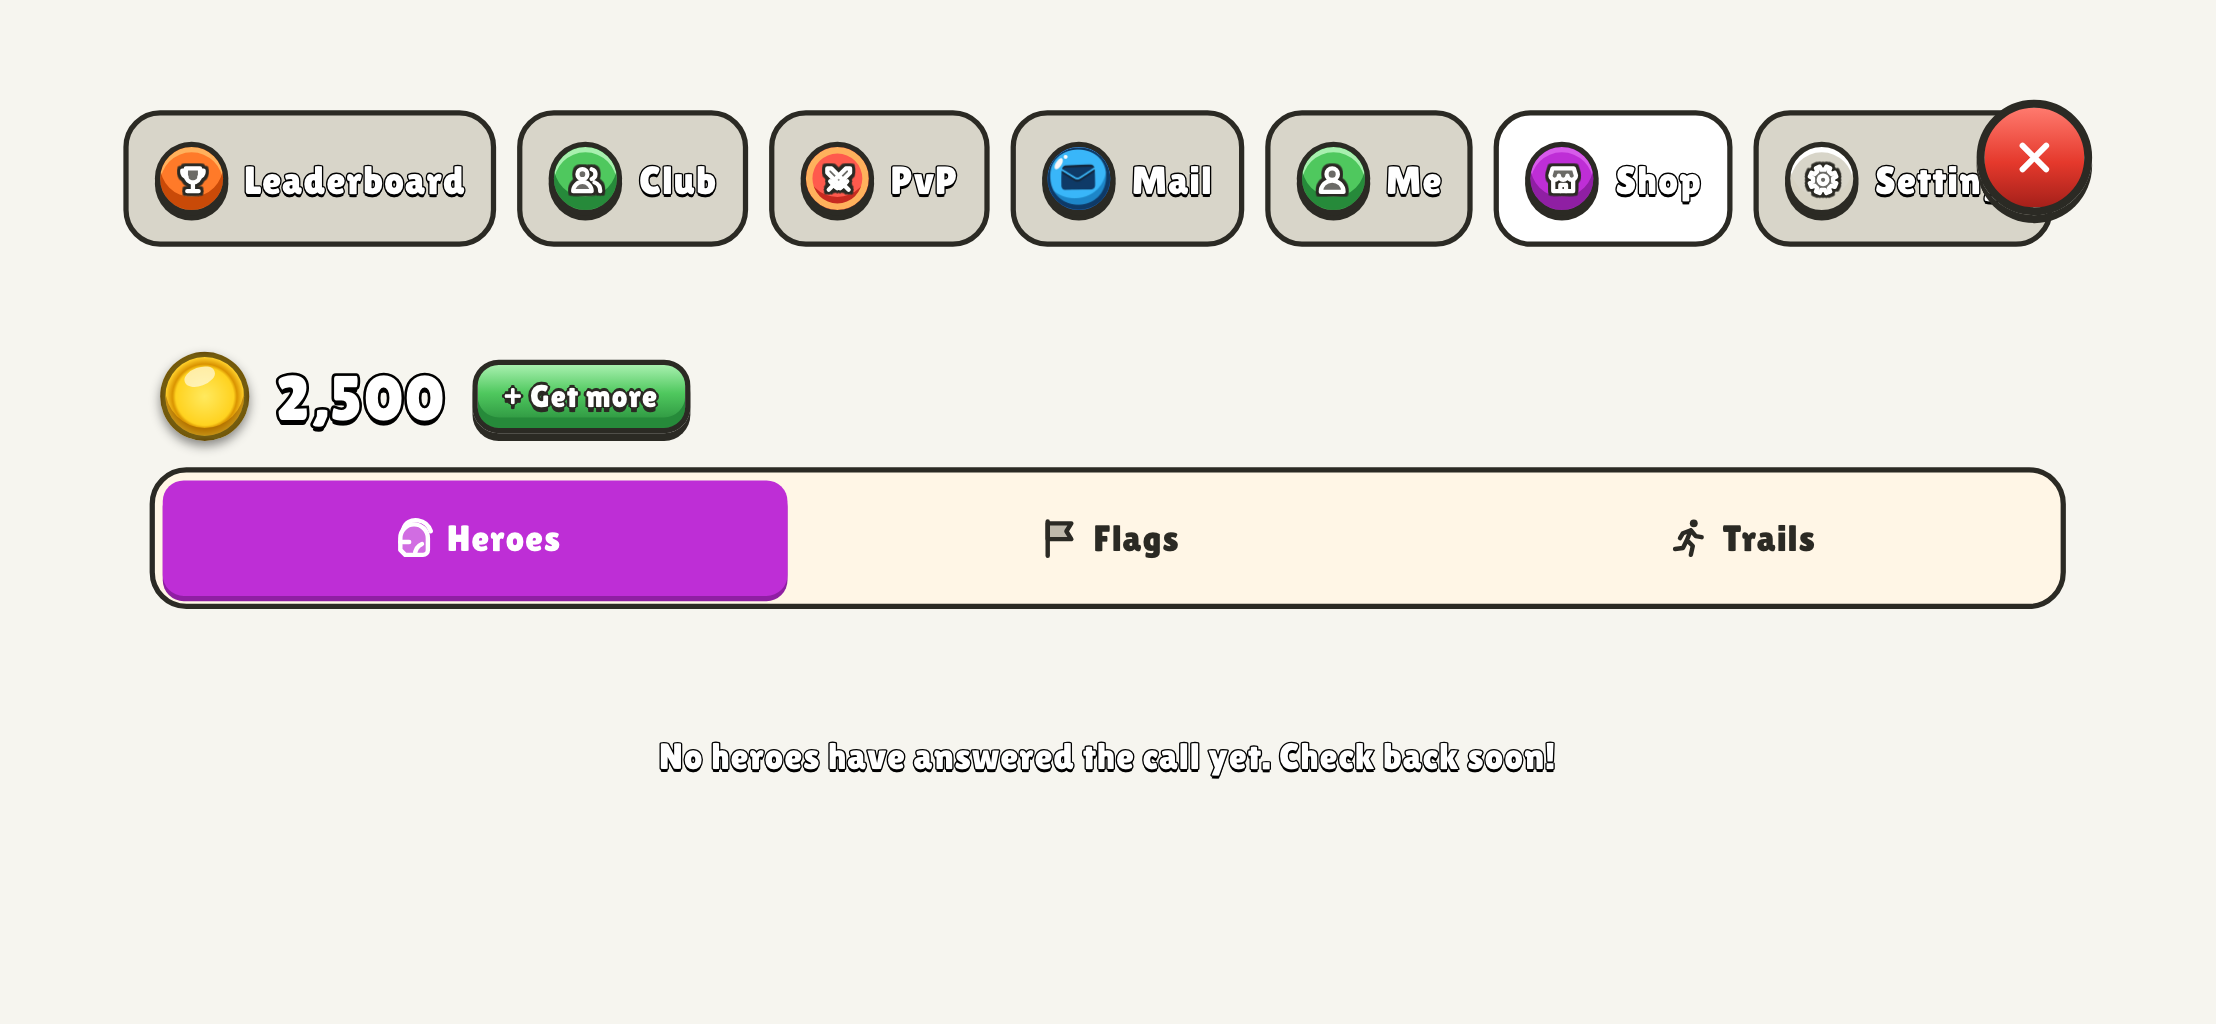 Leaderboard
Club
PvP
Mail
Me
Shop
2,500
+ Get more
Heroes
Flags
Trails
No heroes have answered the call yet. Check back soon!